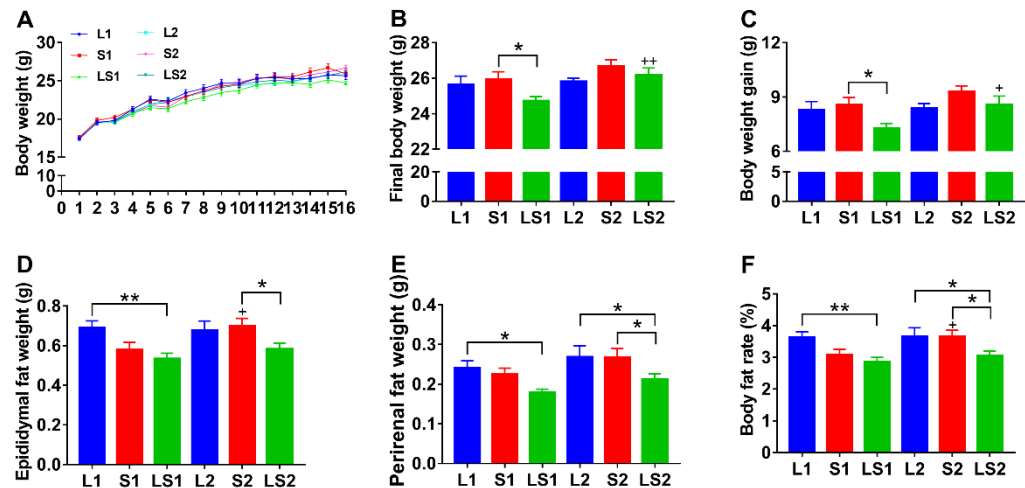 A
L1 L2
S1 S2
LS1 LS2
Body weight (g)
30
25
20
15
10
0
0 1 2 3 4 5 6 7 8 9 10 11 12 13 14 15 16
B
Final body weight (g)
28
26
24
22
20
0
*
++
L1 S1 LS1 L2 S2 LS2
C
Body weight gain (g)
12
9
6
5
0
*
+
L1 S1 LS1 L2 S2 LS2
D
Epididymal fat weight (g)
0.8
0.6
0.4
0.2
0.0
**
+
*
L1 S1 LS1 L2 S2 LS2
E
Perirenal fat weight (g)
0.4
0.3
0.2
0.1
0.0
*
*
*
L1 S1 LS1 L2 S2 LS2
F
Body fat rate (%)
5
4
3
2
1
0
**
*
*
+
L1 S1 LS1 L2 S2 LS2